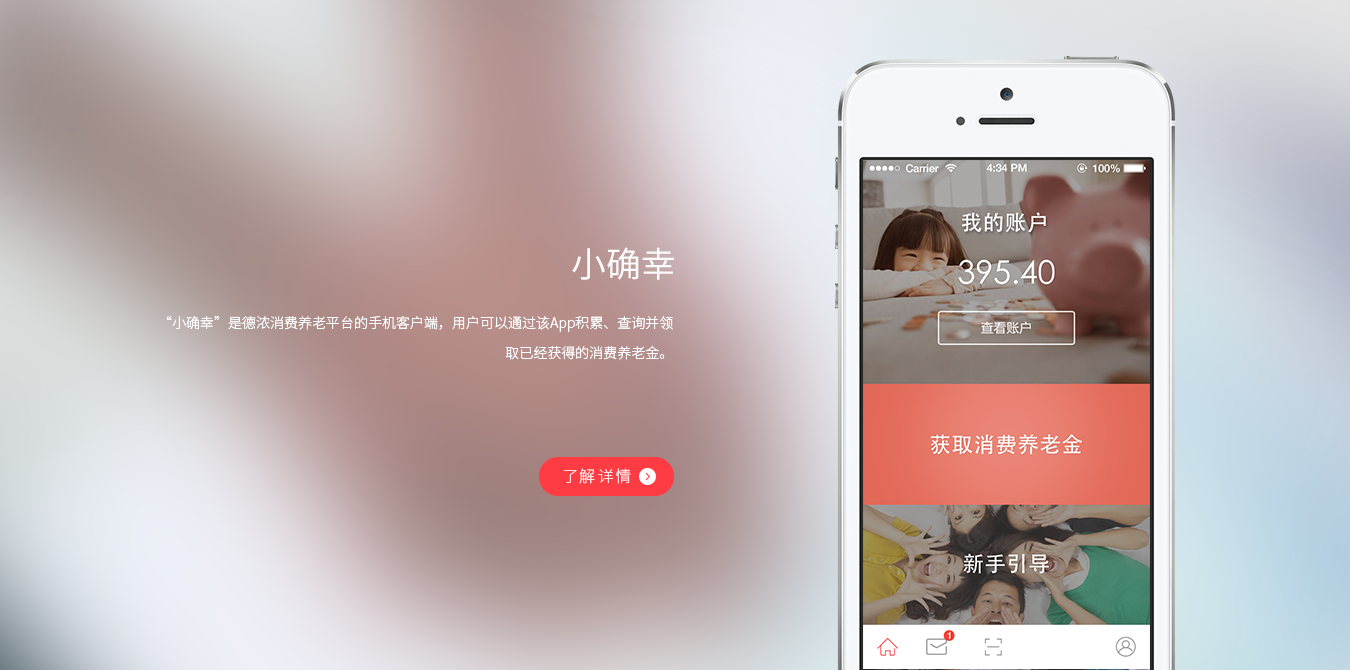 小确幸
“小确幸”是德浓消费养老平台的手机客户端，用户可以通过该App积累、查询并领
取已经获得的消费养老金。
了解详情
Carrier 4:34 PM 100%
我的账户
395.40
查看账户
获取消费养老金
新手引导
1